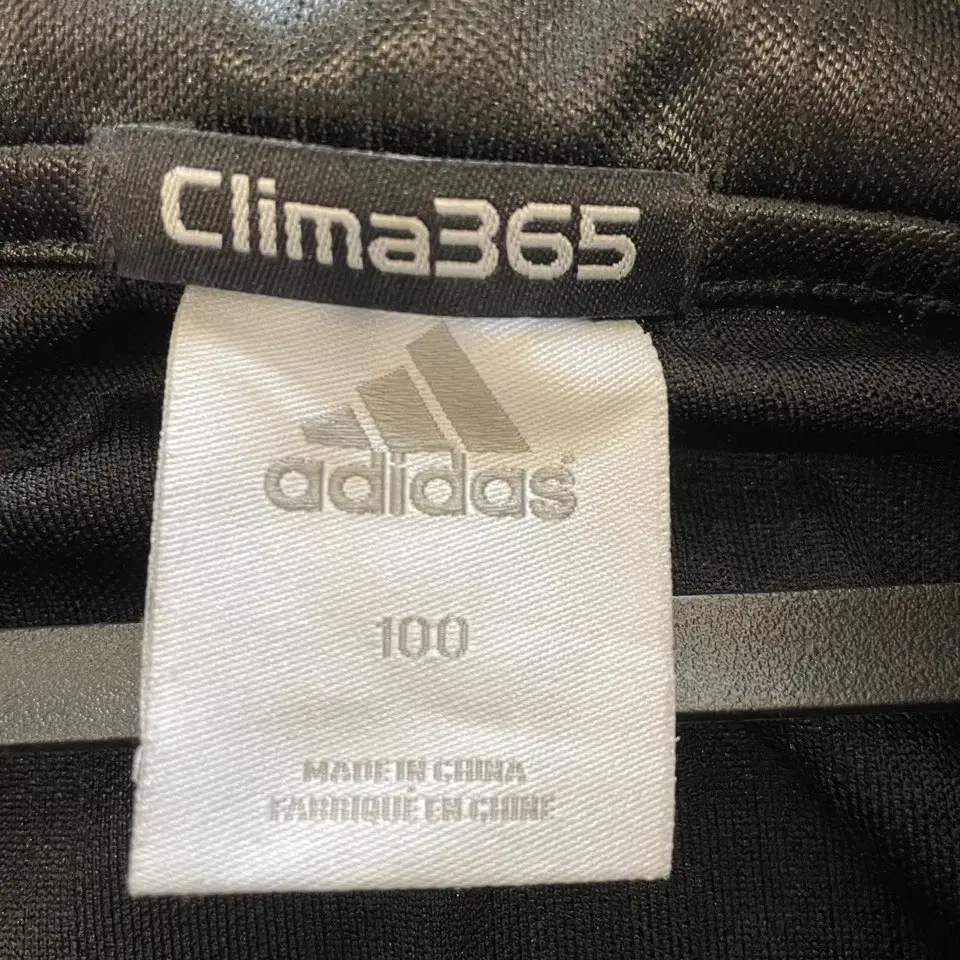 Clima365
adidas
100
MADE IN CHINA
FABRIQUÉ EN CHINE